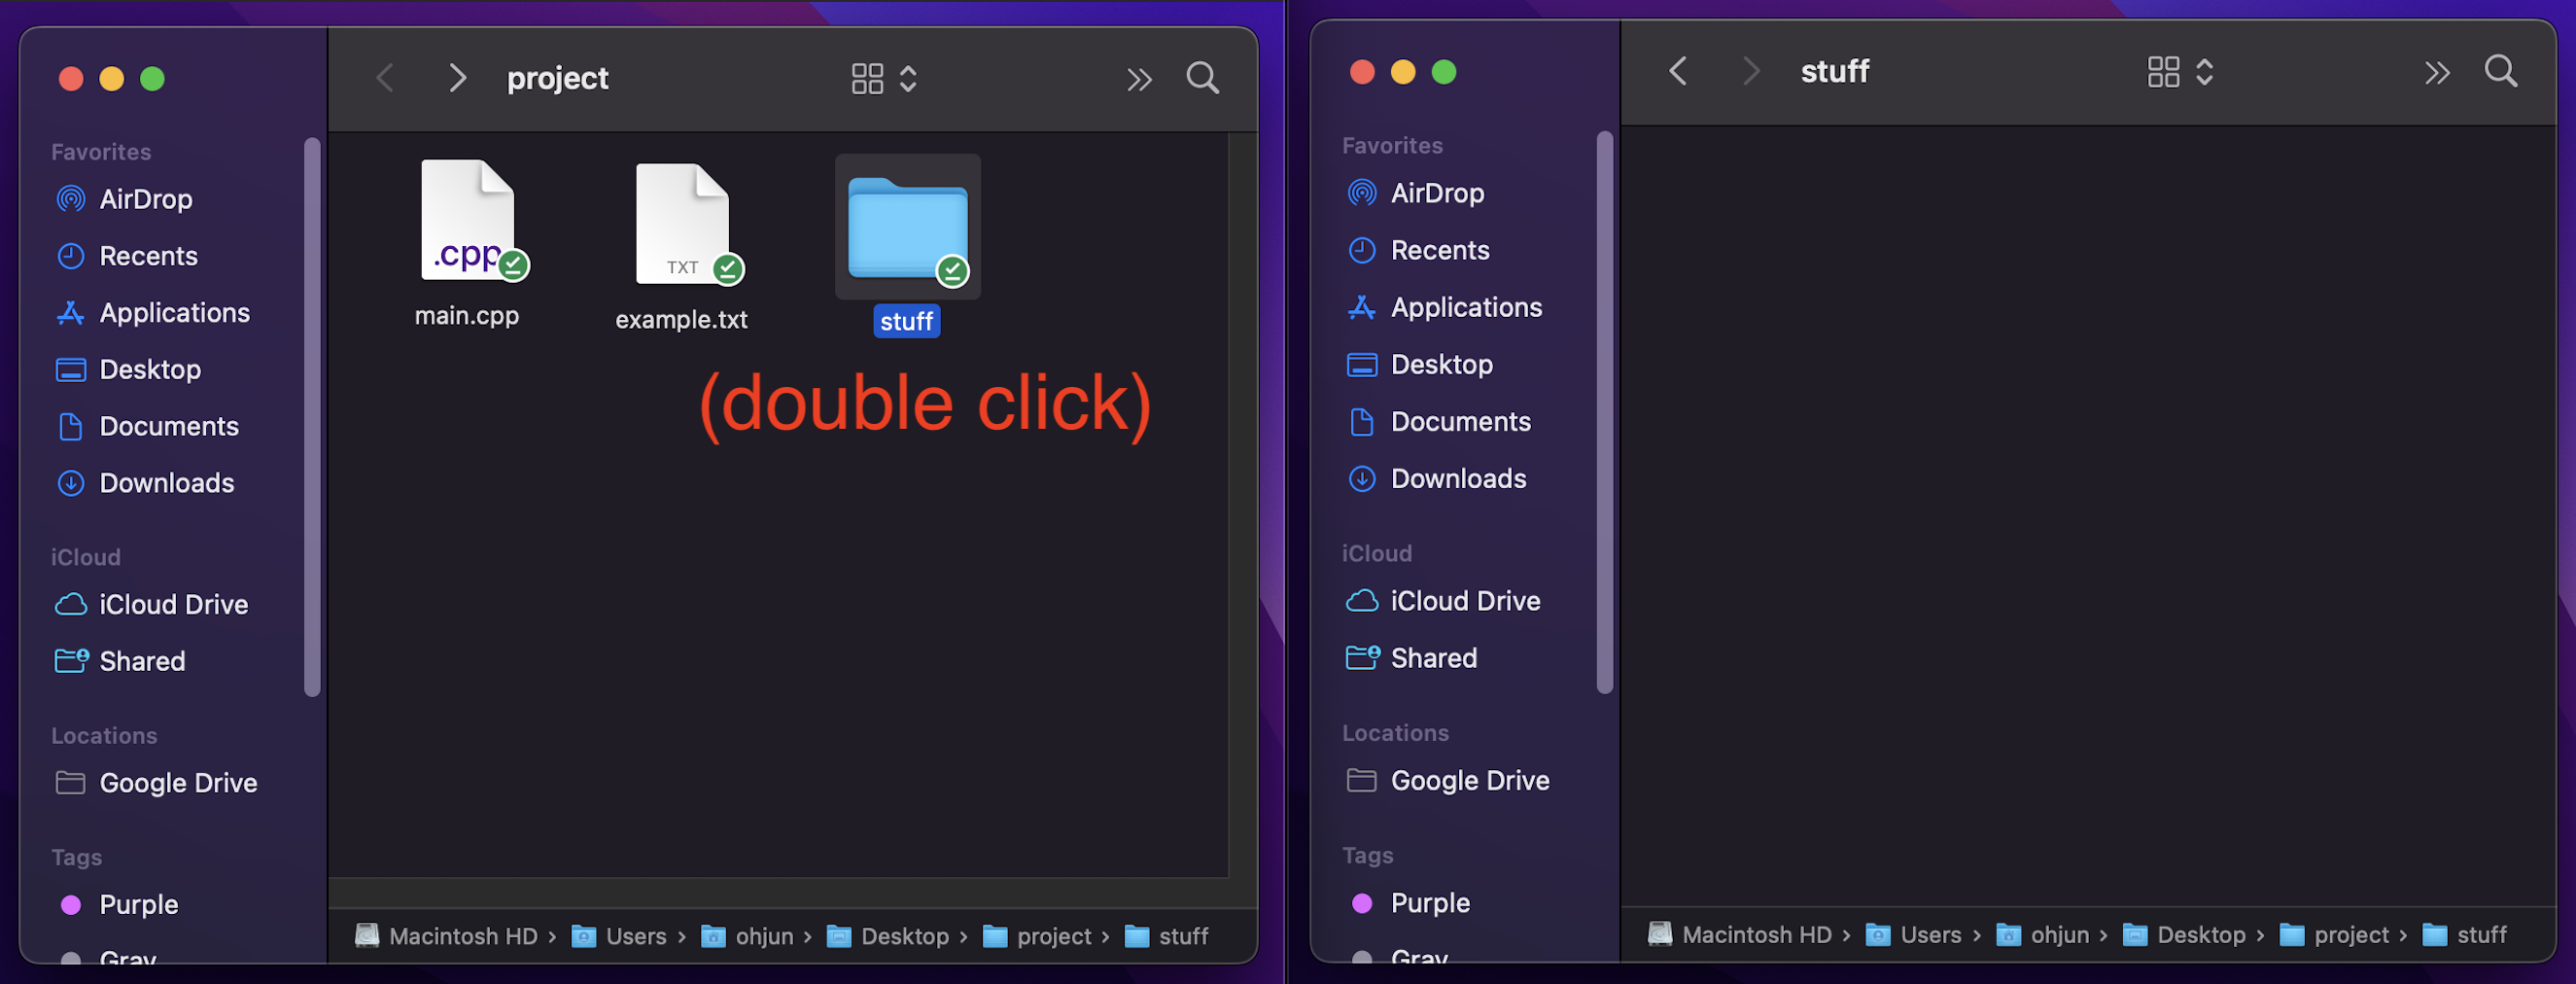 project
Favorites
AirDrop
Recents
Applications
Desktop
Documents
Downloads
iCloud
iCloud Drive
Shared
Locations
Google Drive
Tags
Purple
Gray
.cpp
TXT
main.cpp
example.txt
stuff
(double click)
Macintosh HD › Users › ohjun › Desktop › project › stuff
stuff
Favorites
AirDrop
Recents
Applications
Desktop
Documents
Downloads
iCloud
iCloud Drive
Shared
Locations
Google Drive
Tags
Purple
Gray
Macintosh HD › Users › ohjun › Desktop › project › stuff